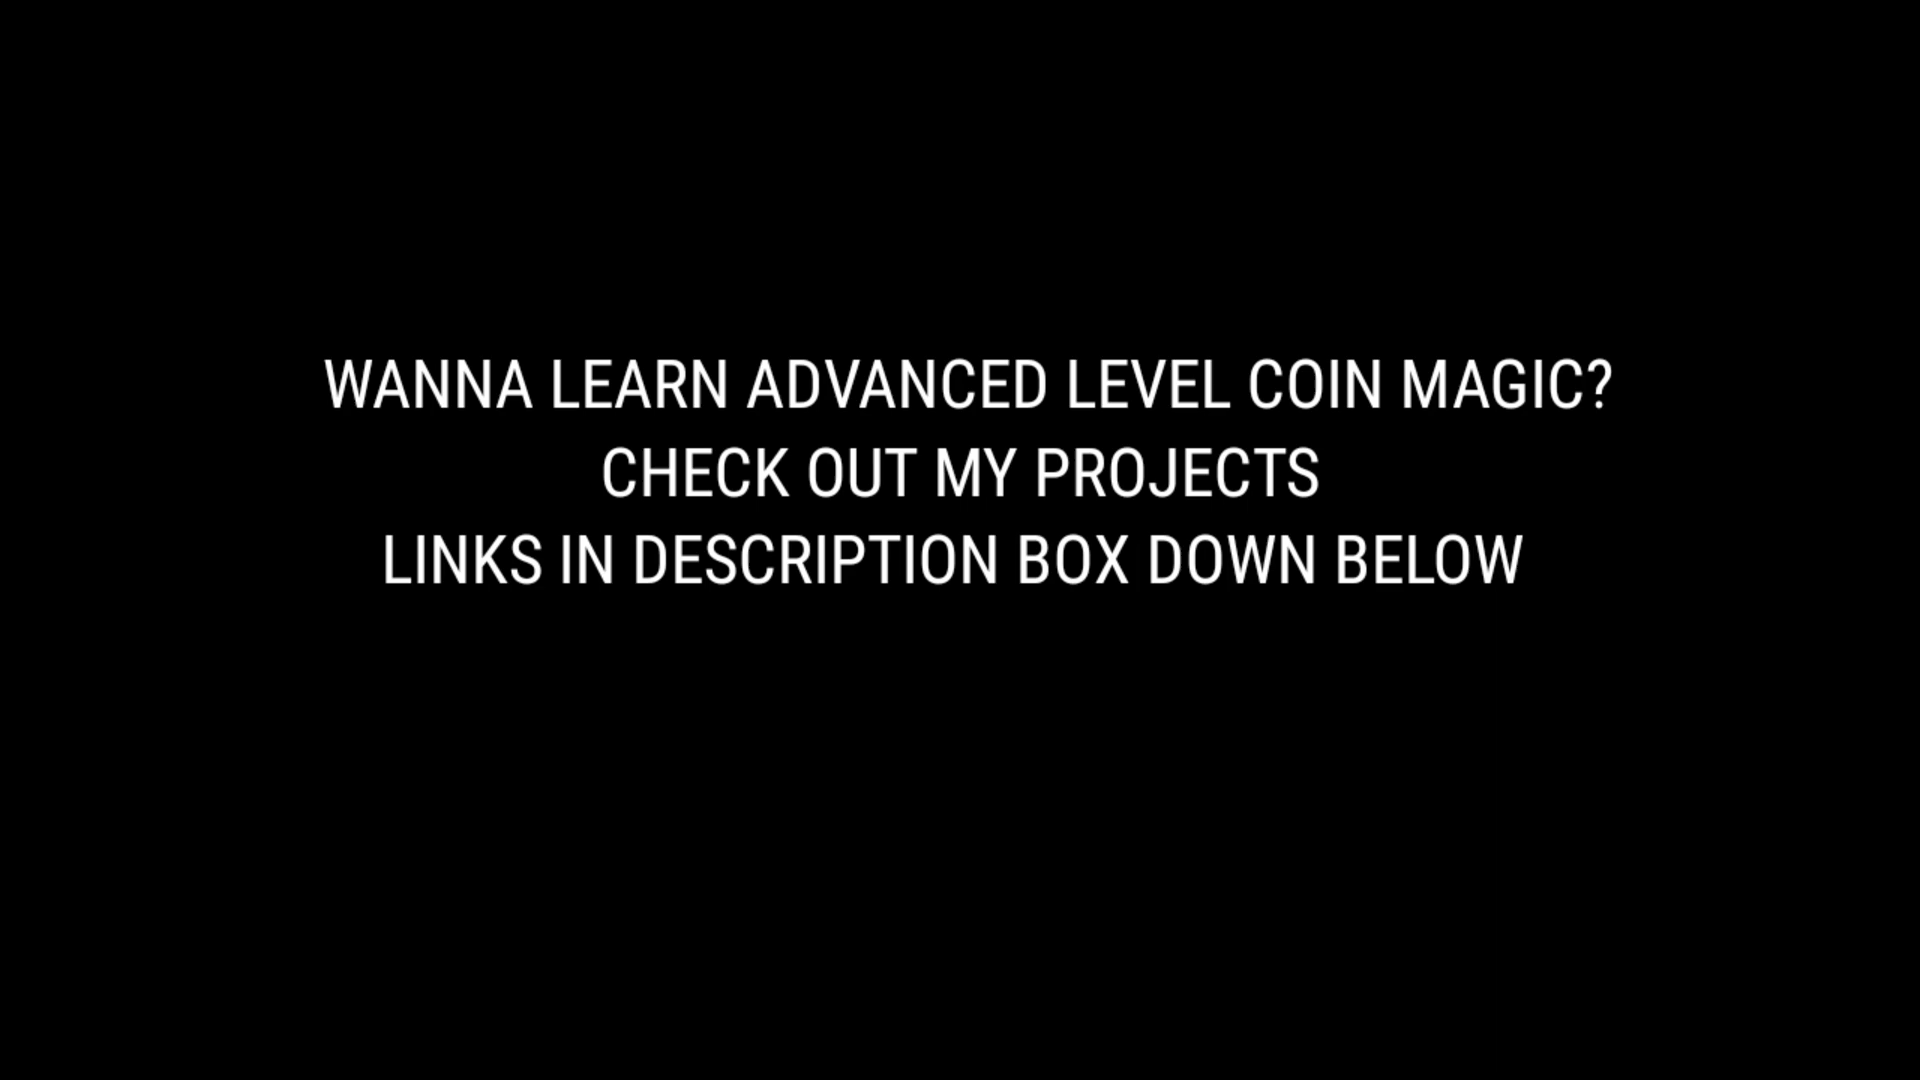 WANNA LEARN ADVANCED LEVEL COIN MAGIC?
CHECK OUT MY PROJECTS
LINKS IN DESCRIPTION BOX DOWN BELOW